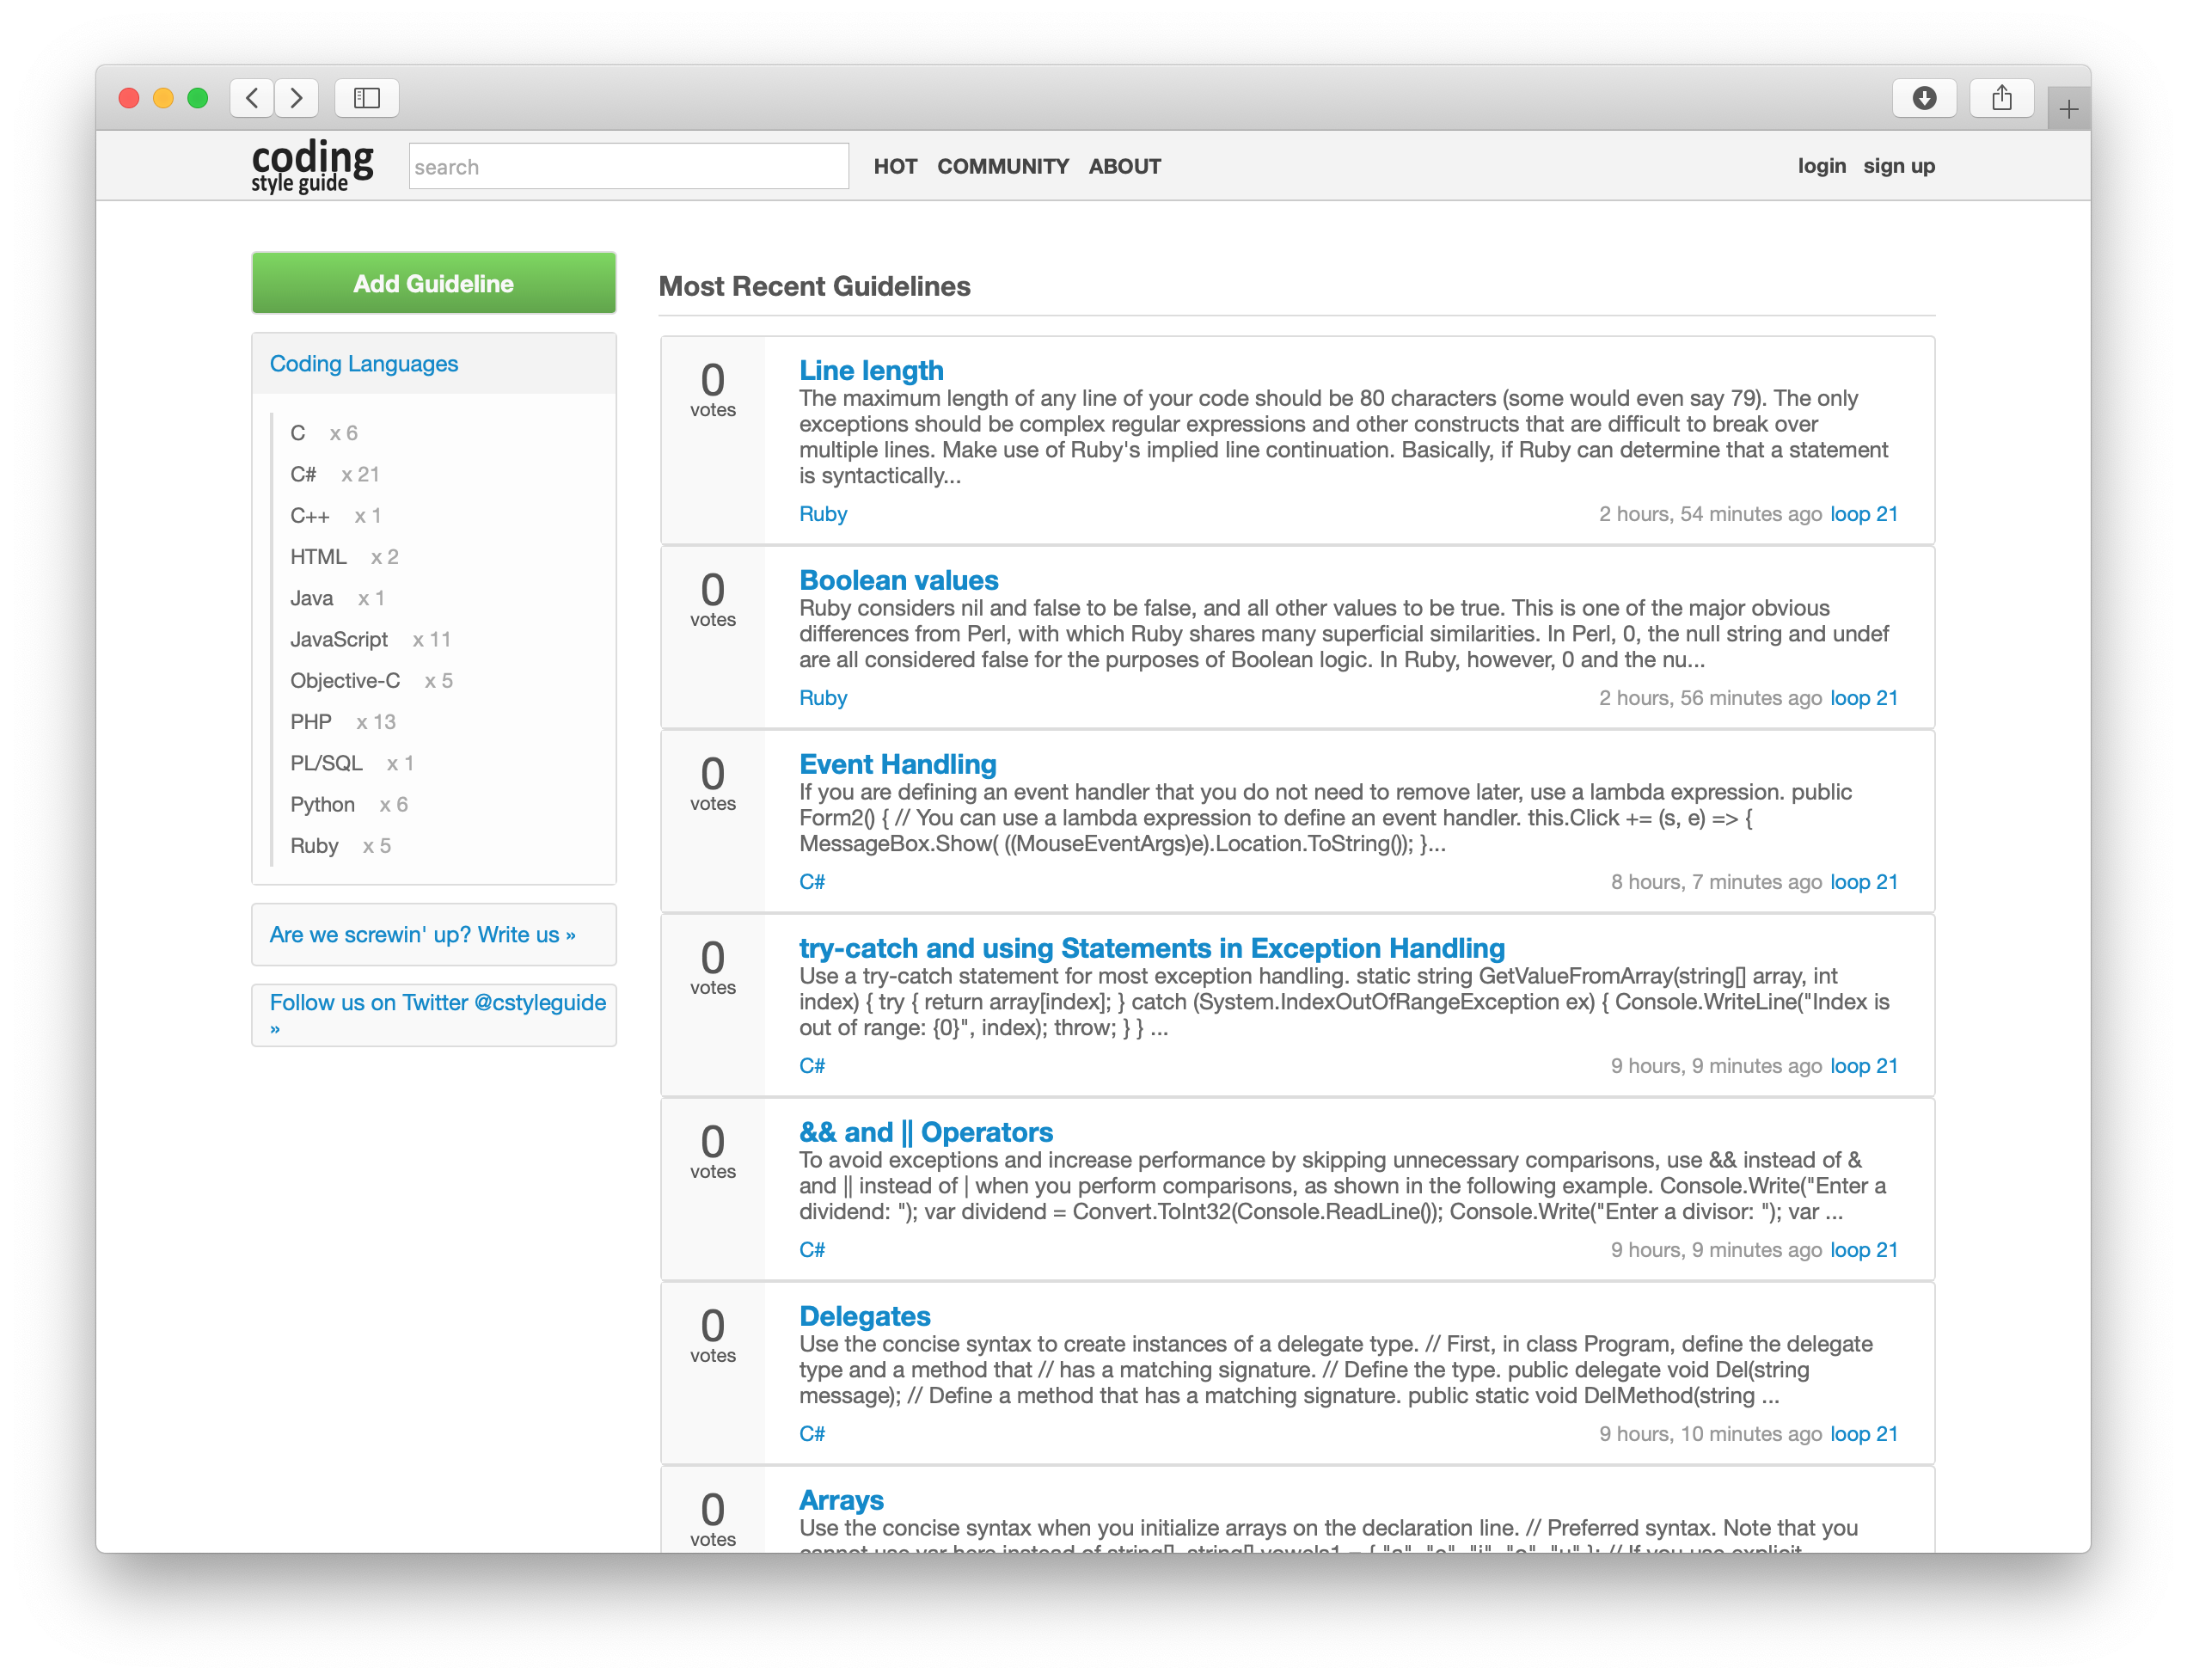 coding
style guide
search
HOT COMMUNITY ABOUT
login sign up
Add Guideline
Coding Languages
C x 6
C# x 21
C++ x 1
HTML x 2
Java x 1
JavaScript x 11
Objective-C x 5
PHP x 13
PL/SQL x 1
Python x 6
Ruby x 5
Are we screwin' up? Write us »
Follow us on Twitter @cstyleguide
»
Most Recent Guidelines
0
votes
Line length
The maximum length of any line of your code should be 80 characters (some would even say 79). The only
exceptions should be complex regular expressions and other constructs that are difficult to break over
multiple lines. Make use of Ruby's implied line continuation. Basically, if Ruby can determine that a statement
is syntactically...
Ruby 2 hours, 54 minutes ago loop 21
0
votes
Boolean values
Ruby considers nil and false to be false, and all other values to be true. This is one of the major obvious
differences from Perl, with which Ruby shares many superficial similarities. In Perl, 0, the null string and undef
are all considered false for the purposes of Boolean logic. In Ruby, however, 0 and the nu...
Ruby 2 hours, 56 minutes ago loop 21
0
votes
Event Handling
If you are defining an event handler that you do not need to remove later, use a lambda expression. public
Form2() { // You can use a lambda expression to define an event handler. this.Click += (s, e) => {
MessageBox.Show( ((MouseEventArgs)e).Location.ToString()); }...
C# 8 hours, 7 minutes ago loop 21
0
votes
try-catch and using Statements in Exception Handling
Use a try-catch statement for most exception handling. static string GetValueFromArray(string[] array, int
index) { try { return array[index]; } catch (System.IndexOutOfRangeException ex) { Console.WriteLine("Index is
out of range: {0}", index); throw; } } ...
C# 9 hours, 9 minutes ago loop 21
0
votes
&& and || Operators
To avoid exceptions and increase performance by skipping unnecessary comparisons, use && instead of &
and || instead of | when you perform comparisons, as shown in the following example. Console.Write("Enter a
dividend: "); var dividend = Convert.ToInt32(Console.ReadLine()); Console.Write("Enter a divisor: "); var ...
C# 9 hours, 9 minutes ago loop 21
0
votes
Delegates
Use the concise syntax to create instances of a delegate type. // First, in class Program, define the delegate
type and a method that // has a matching signature. // Define the type. public delegate void Del(string
message); // Define a method that has a matching signature. public static void DelMethod(string ...
C# 9 hours, 10 minutes ago loop 21
0
votes
Arrays
Use the concise syntax when you initialize arrays on the declaration line. // Preferred syntax. Note that you
cannot use var here instead of string[]. string[] vowels1 = { "a", "e", "i", "o", "u" }; // If you use explicit